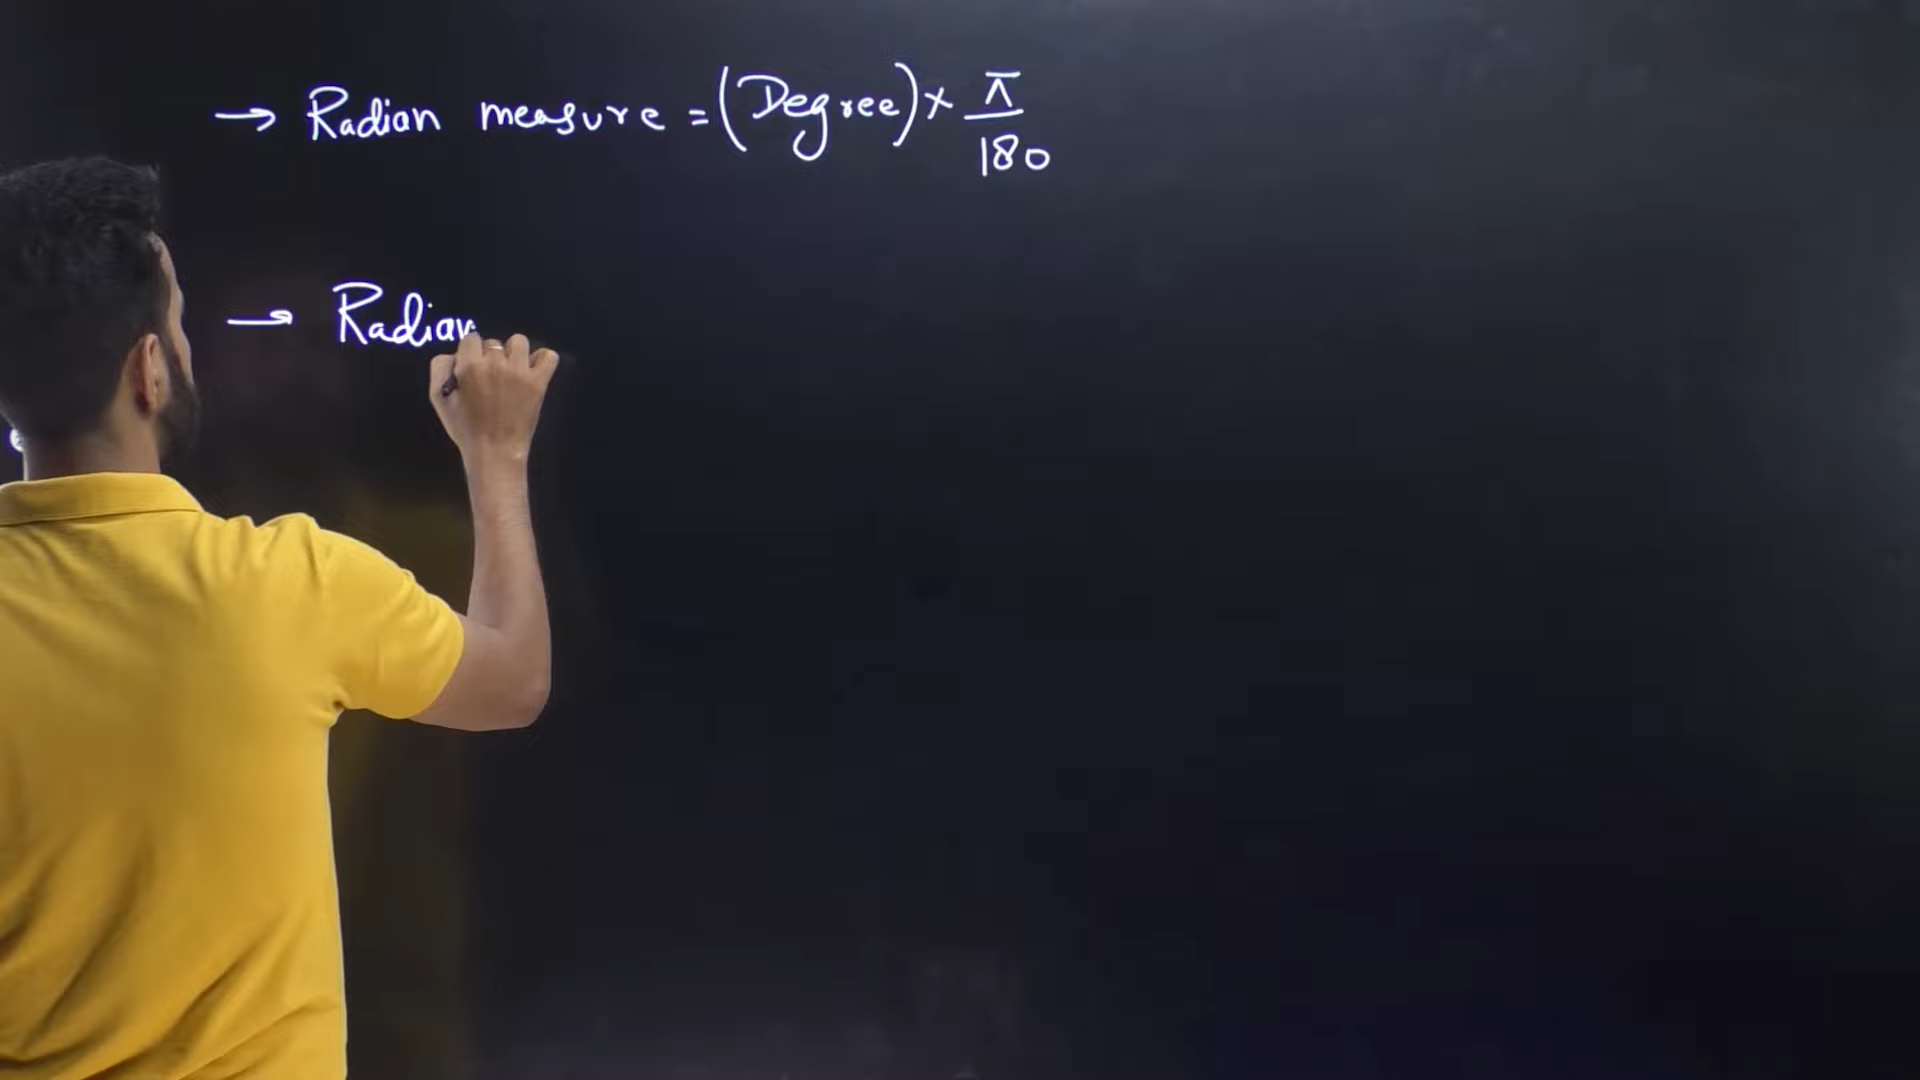 → Radian measure = (Degree) × π/180
→ Radian